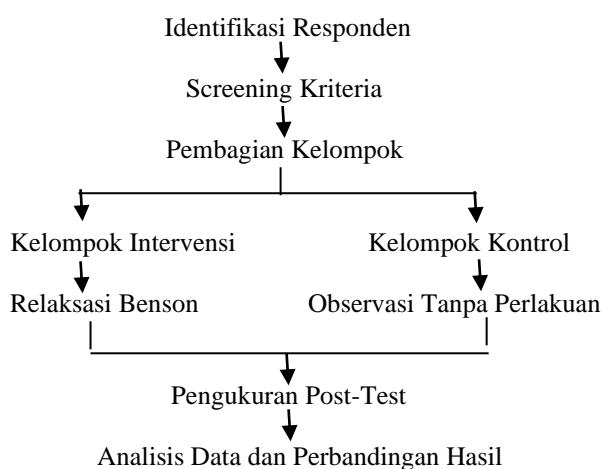 Identifikasi Responden
Screening Kriteria
Pembagian Kelompok
Kelompok Intervensi
Kelompok Kontrol
Relaksasi Benson
Observasi Tanpa Perlakuan
Pengukuran Post-Test
Analisis Data dan Perbandingan Hasil